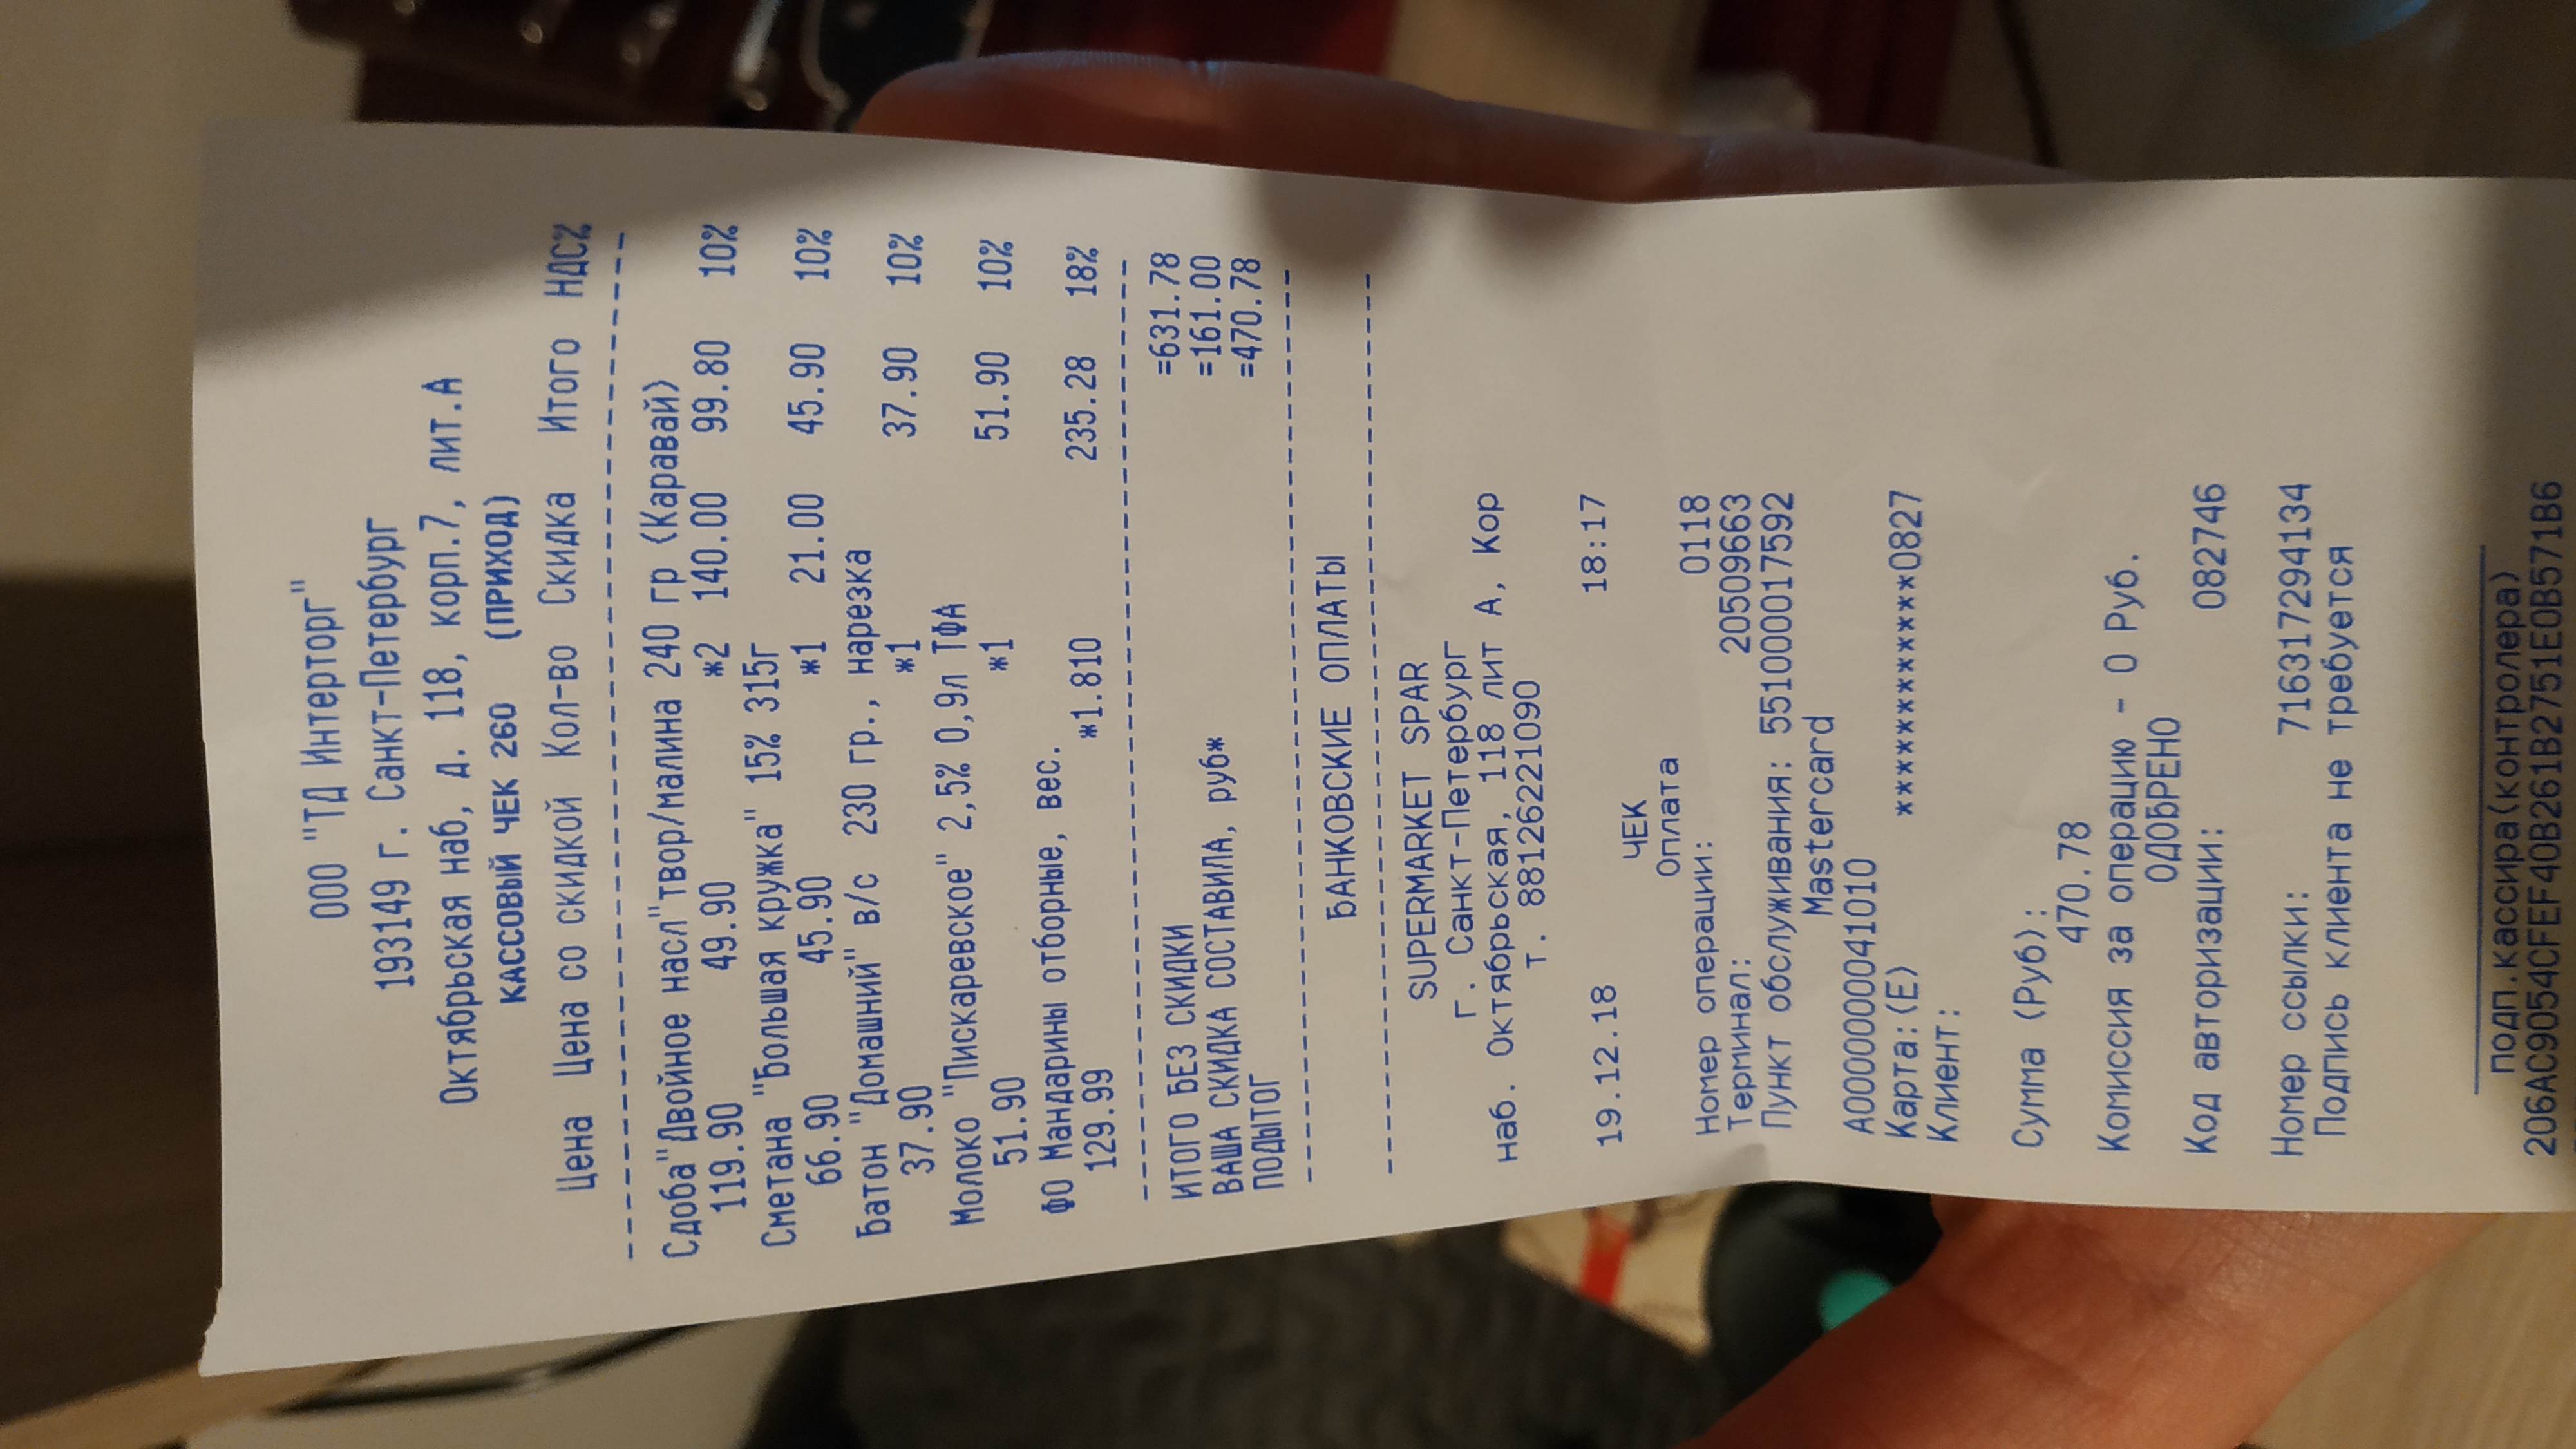 ООО "ТД Интерторг"
193149 г. Санкт-Петербург
Октябрьская наб, д. 118, корп.7, лит.А
КАССОВЫЙ ЧЕК 260 (ПРИХОД)
Цена Цена со скидкой Кол-во Скидка Итого НДС%
Сдоба"Двойное насл"твор/малина 240 гр (Каравай)
119.90 49.90 *2 140.00 99.80 10%
Сметана "Большая кружка" 15% 315г
66.90 45.90 *1 21.00 45.90 10%
Батон "Домашний" в/с 230 гр., нарезка
37.90 *1 37.90 10%
Молоко "Пискаревское" 2,5% 0,9л ТФА
51.90 *1 51.90 10%
ФО Мандарины отборные, вес.
129.99 *1.810 235.28 18%
ИТОГО БЕЗ СКИДКИ =631.78
ВАША СКИДКА СОСТАВИЛА, руб* =161.00
ПОДЫТОГ =470.78
БАНКОВСКИЕ ОПЛАТЫ
SUPERMARKET SPAR
г. Санкт-Петербург
наб. Октябрьская, 118 лит А, Кор
т. 88126221090
19.12.18 18:17
ЧЕК
Оплата
Номер операции: 0118
Терминал: 20509663
Пункт обслуживания: 551000017592
Mastercard
A0000000041010
Карта:(E) ************0827
Клиент:
Сумма (Руб):
470.78
Комиссия за операцию - 0 Руб.
ОДОБРЕНО
Код авторизации: 082746
Номер ссылки: 716317294134
Подпись клиента не требуется
подп.кассира(контролера)
206AC9054CFEF40B261B2751E0B571B6